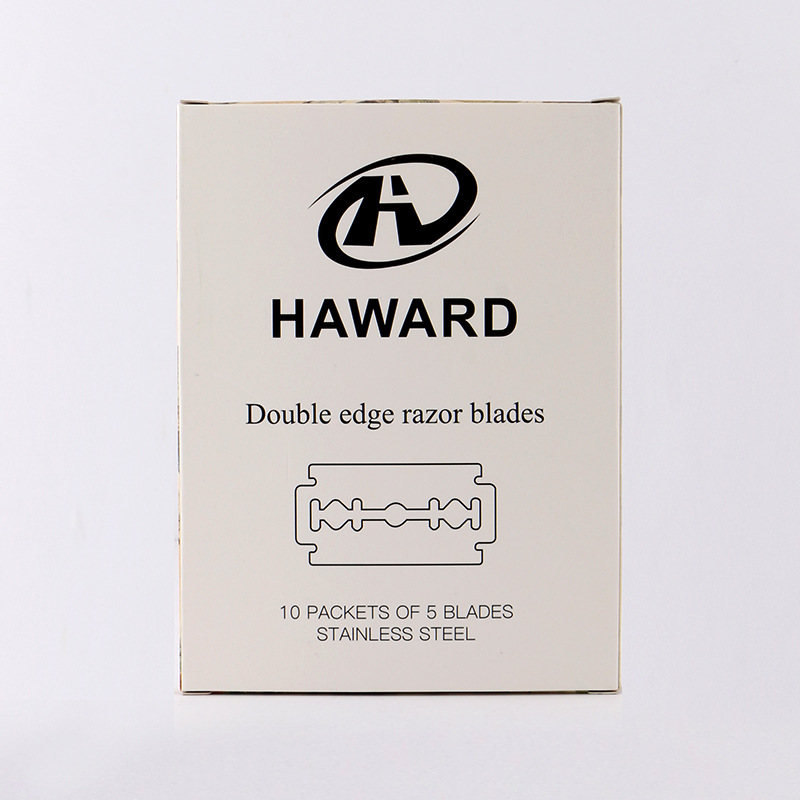 HAWARD
Double edge razor blades
10 PACKETS OF 5 BLADES
STAINLESS STEEL